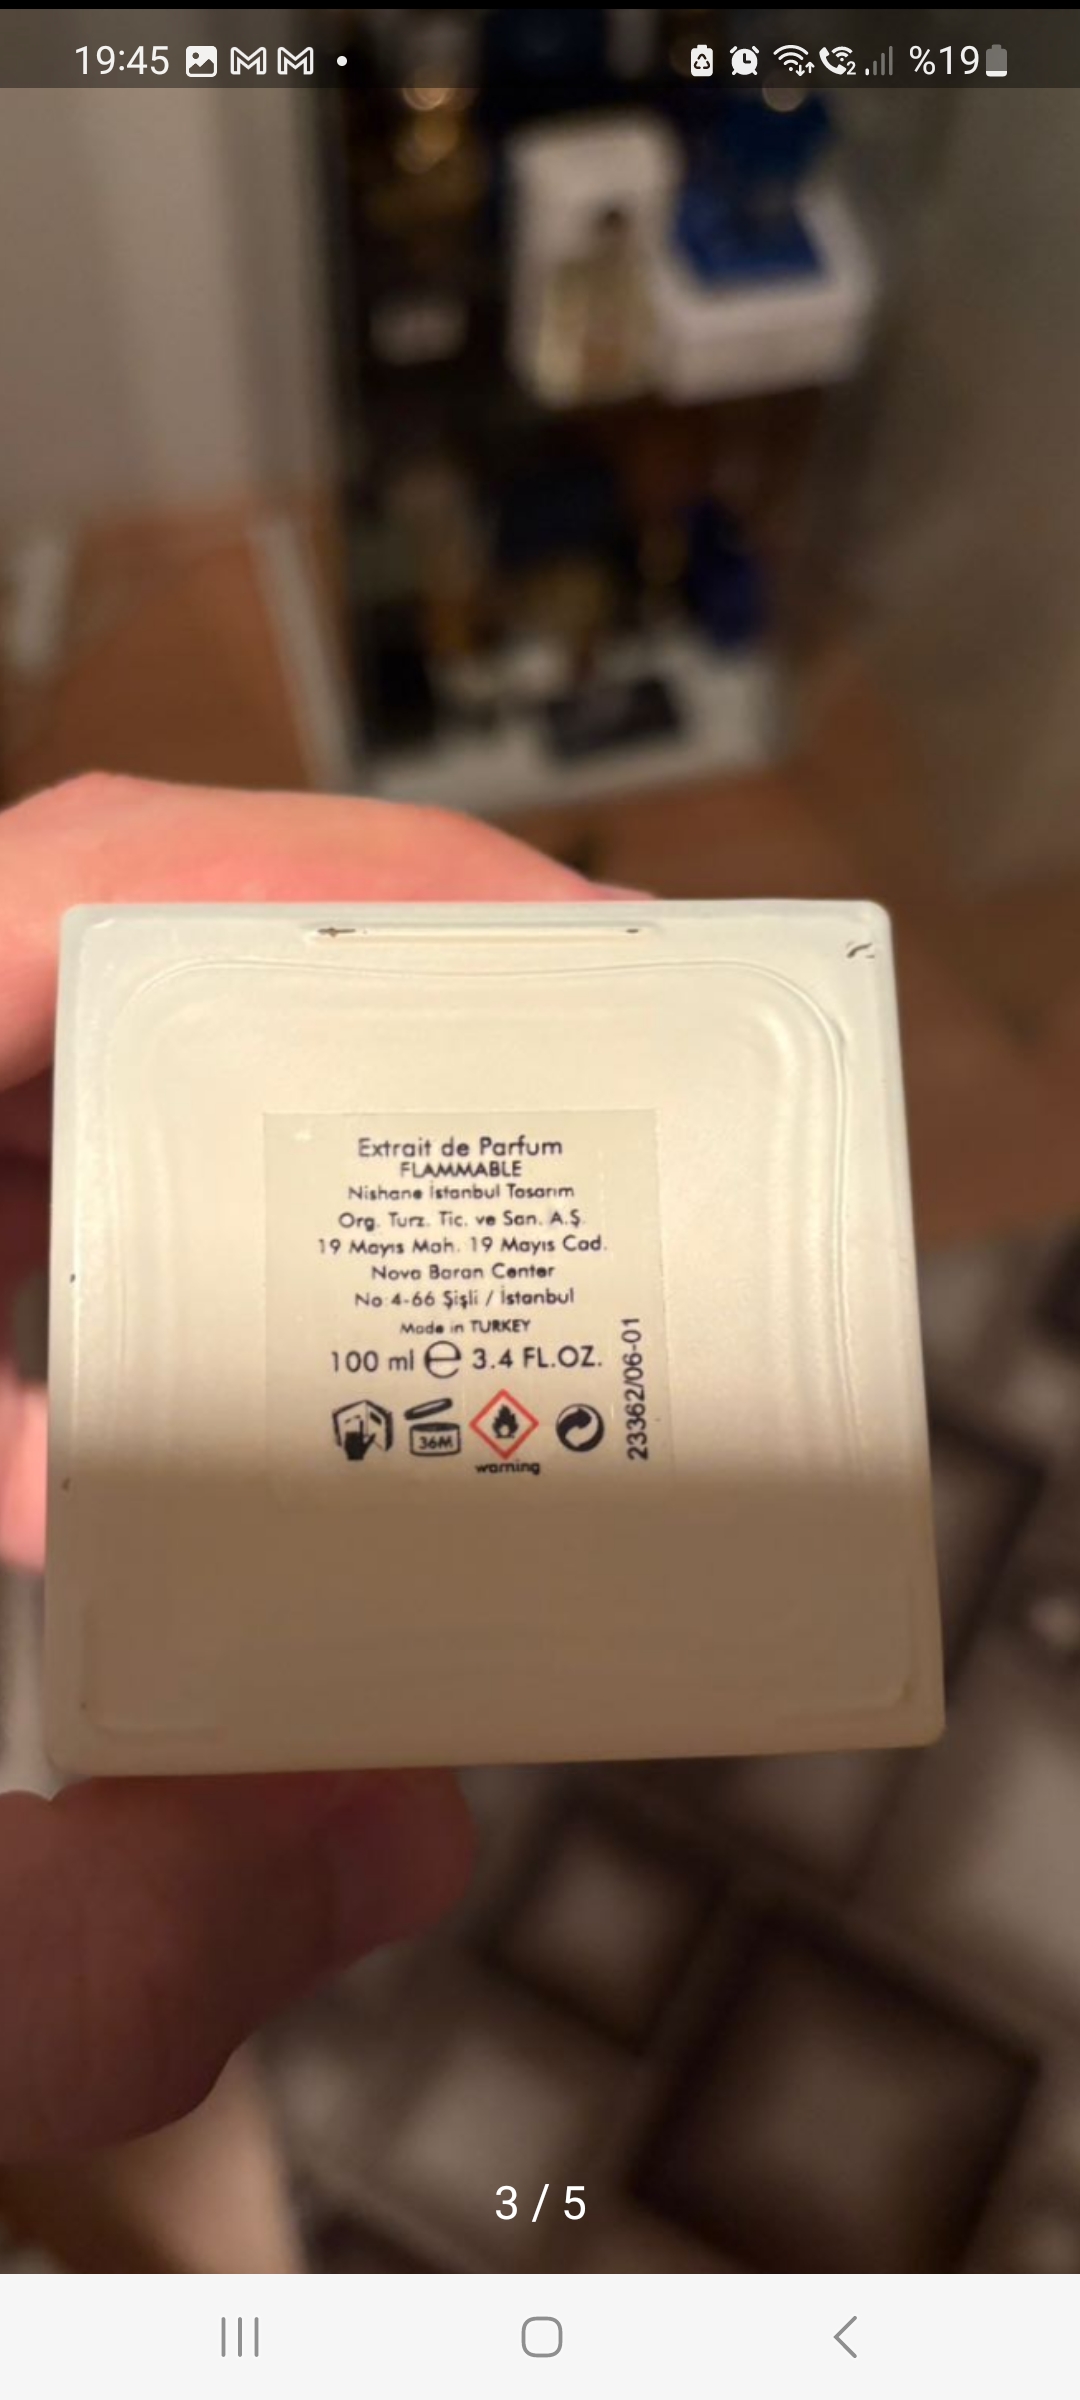 19:45
%19
Extrait de Parfum
FLAMMABLE
Nishane İstanbul Tasarım
Org. Turz. Tic. ve San. A.Ş.
19 Mayıs Mah. 19 Mayıs Cad.
Nova Baran Center
No:4-66 Şişli / İstanbul
Made in TURKEY
100 ml e 3.4 FL.OZ.
36M
warning
23362/06-01
3 / 5